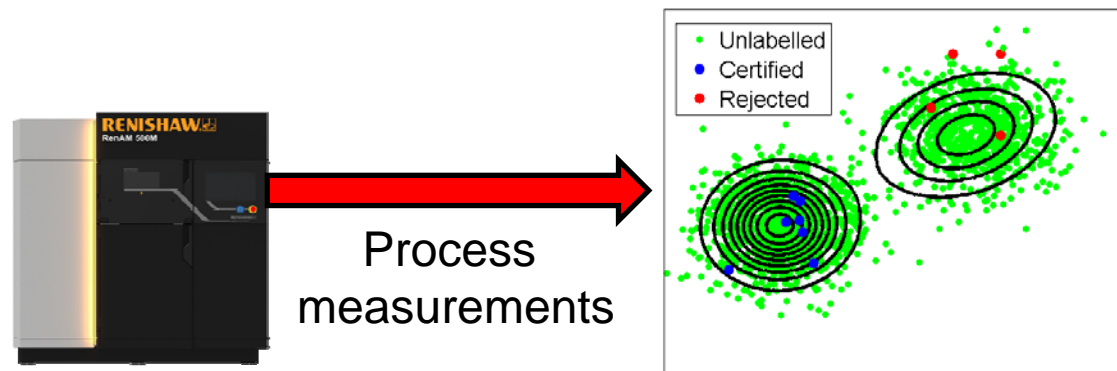 RENISHAW
RenAM 500M
Process
measurements
Unlabelled
Certified
Rejected